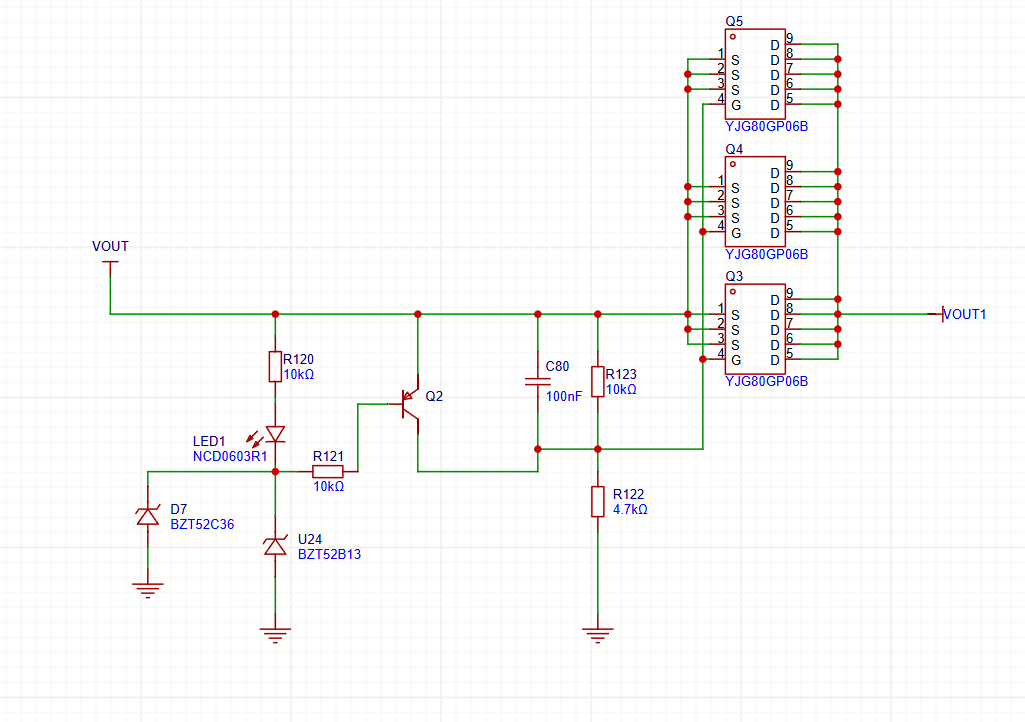 Q5
1 S D 9
2 S D 8
3 S D 7
4 G D 6
D 5
YJG80GP06B
Q4
1 S D 9
2 S D 8
3 S D 7
4 G D 6
D 5
YJG80GP06B
VOUT
Q3
1 S D 9
2 S D 8
3 S D 7
4 G D 6
D 5
YJG80GP06B
VOUT1
R120
10kΩ
C80
100nF
R123
10kΩ
Q2
LED1
NCD0603R1
R121
10kΩ
R122
4.7kΩ
D7
BZT52C36
U24
BZT52B13